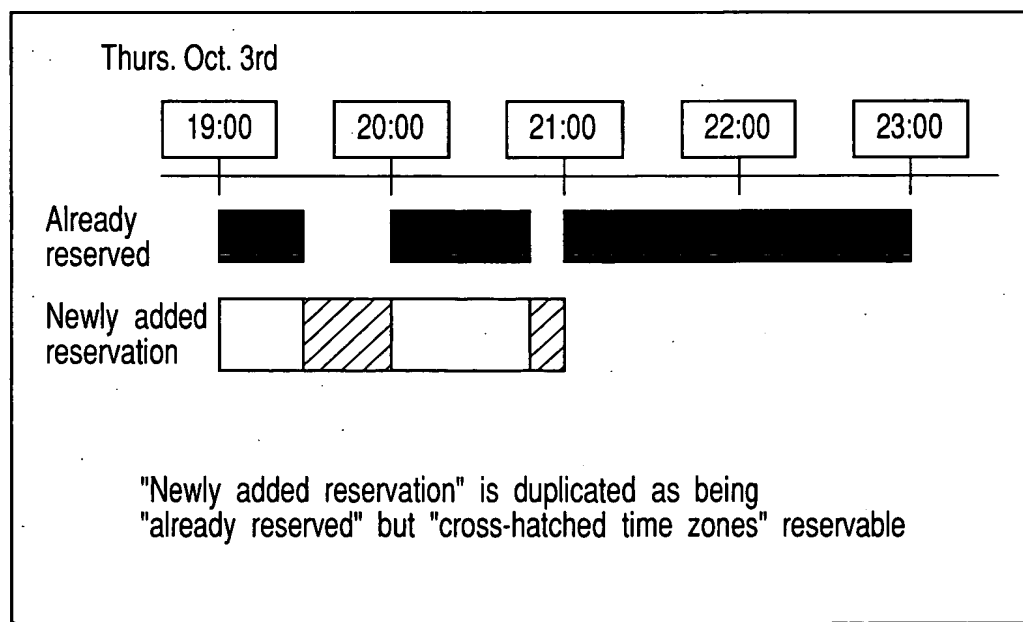 Thurs. Oct. 3rd
19:00 20:00 21:00 22:00 23:00
Already
reserved
Newly added
reservation
"Newly added reservation" is duplicated as being
"already reserved" but "cross-hatched time zones" reservable